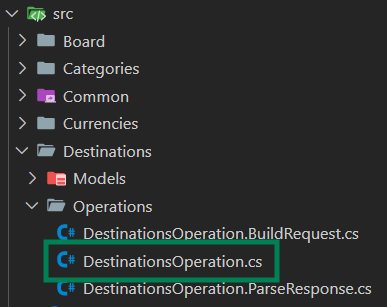 src
Board
Categories
Common
Currencies
Destinations
Models
Operations
C# DestinationsOperation.BuildRequest.cs
C# DestinationsOperation.cs
C# DestinationsOperation.ParseResponse.cs